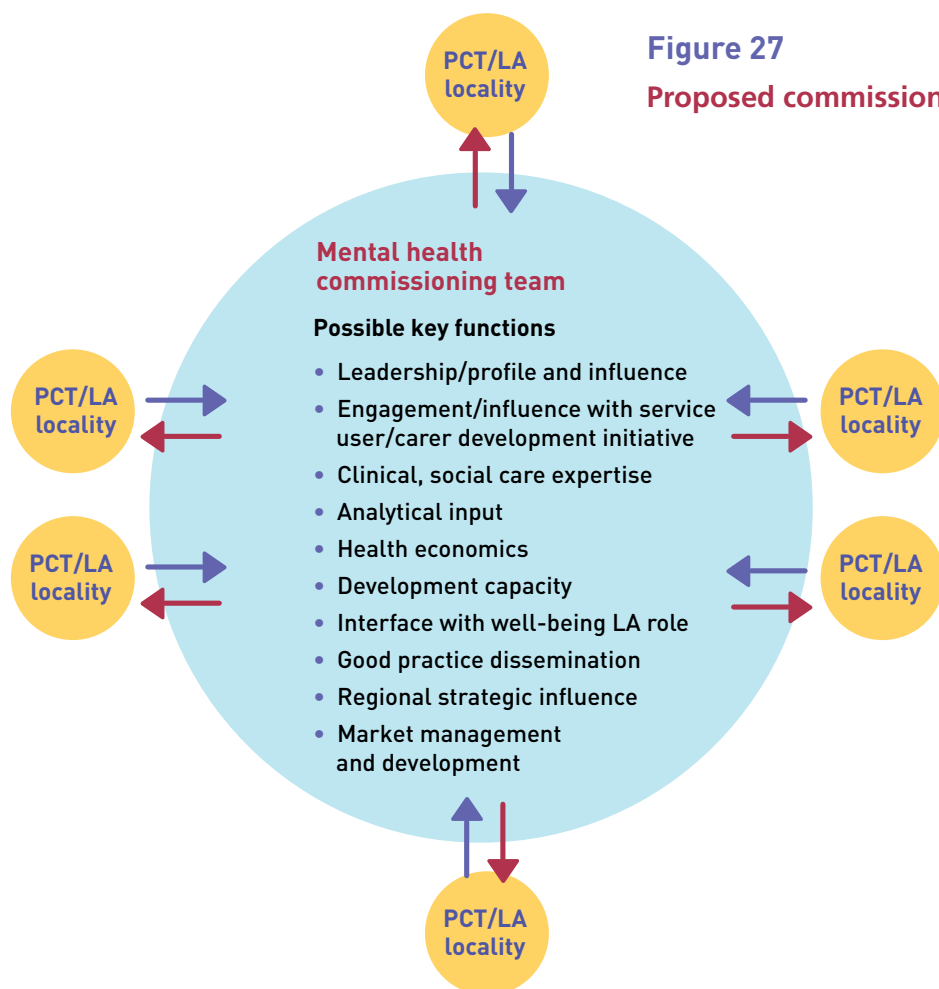 PCT/LA
locality
Figure 27
Proposed commission
Mental health
commissioning team
Possible key functions
• Leadership/profile and influence
• Engagement/influence with service
user/carer development initiative
• Clinical, social care expertise
• Analytical input
• Health economics
• Development capacity
• Interface with well-being LA role
• Good practice dissemination
• Regional strategic influence
• Market management
and development
PCT/LA
locality
PCT/LA
locality
PCT/LA
locality
PCT/LA
locality
PCT/LA
locality